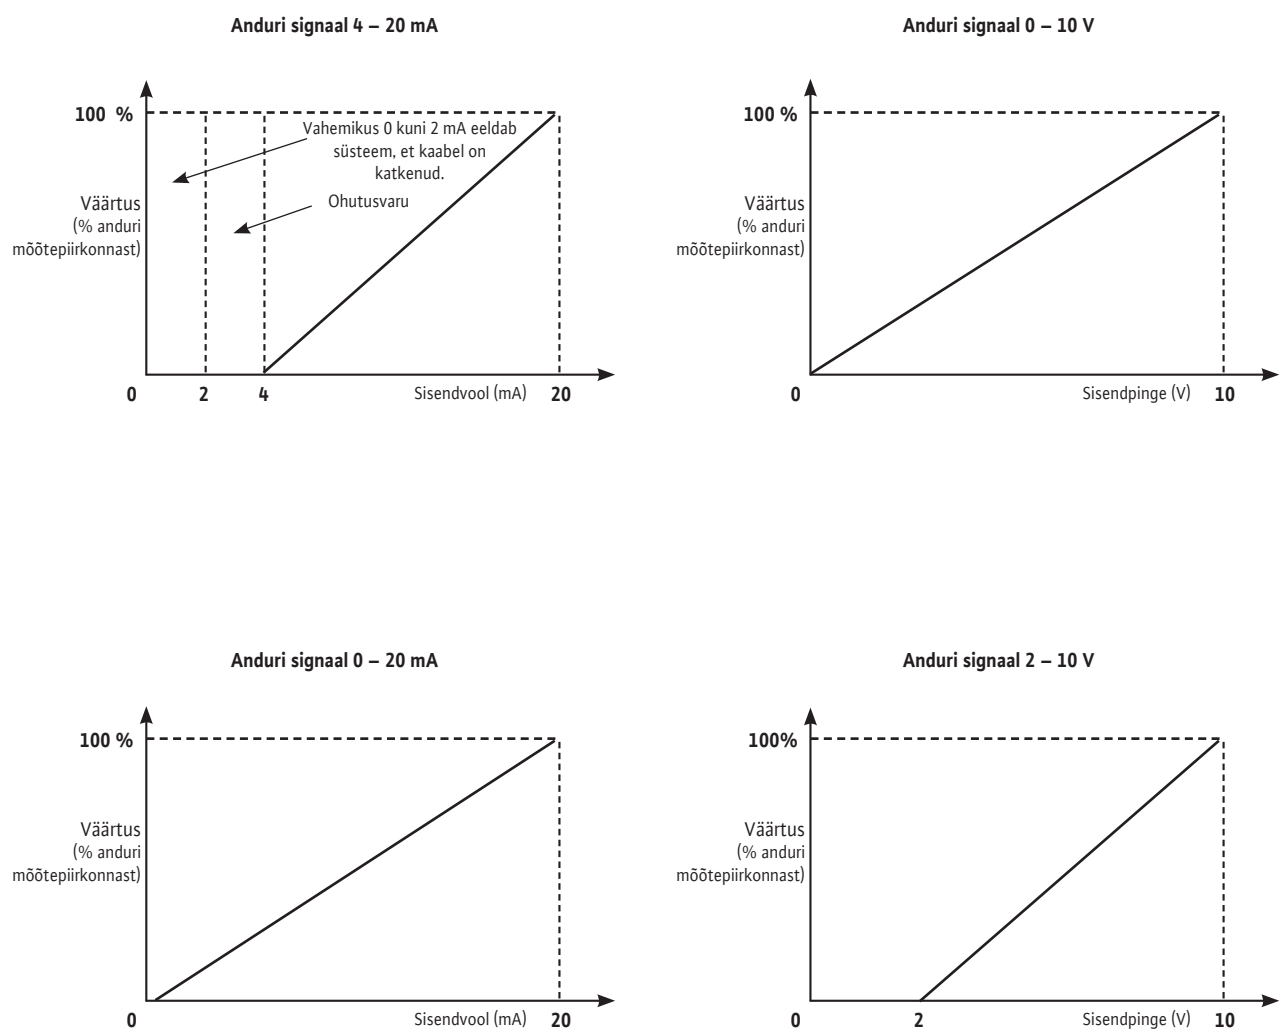 Anduri signaal 4 – 20 mA
100 %
Vahemikus 0 kuni 2 mA eeldab
süsteem, et kaabel on
katkenud.
Ohutusvaru
Väärtus
(% anduri
mõõtepiirkonnast)
0 2 4 Sisendvool (mA) 20
Anduri signaal 0 – 10 V
100 %
Väärtus
(% anduri
mõõtepiirkonnast)
0 Sisendpinge (V) 10
Anduri signaal 0 – 20 mA
100 %
Väärtus
(% anduri
mõõtepiirkonnast)
0 Sisendvool (mA) 20
Anduri signaal 2 – 10 V
100%
Väärtus
(% anduri
mõõtepiirkonnast)
0 2 Sisendpinge (V) 10